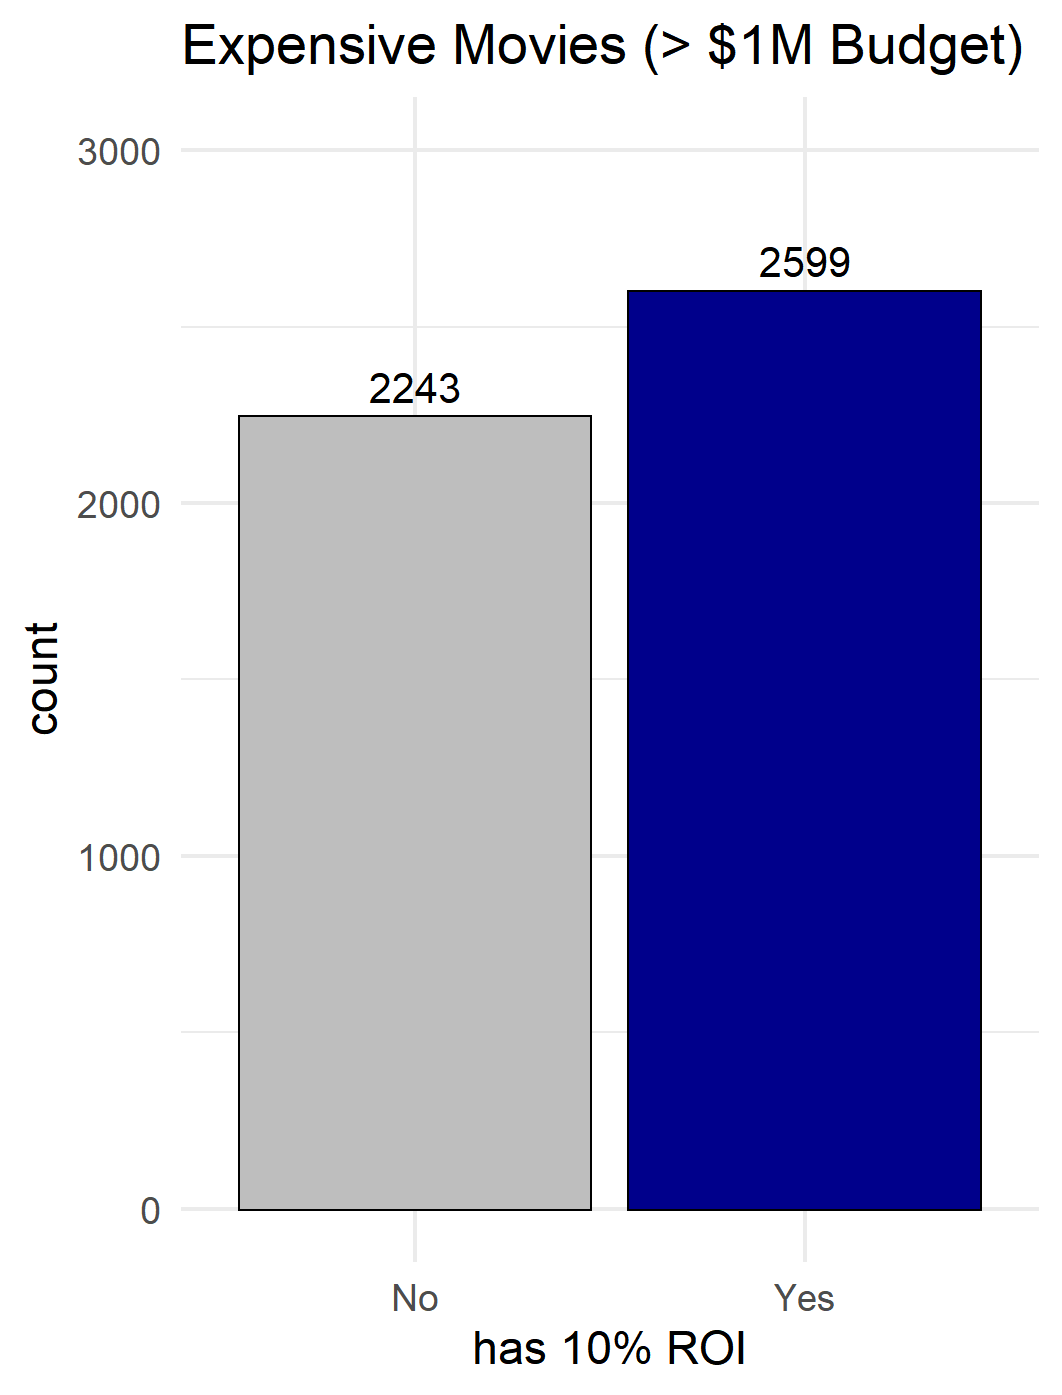 Expensive Movies (> $1M Budget)
3000
2599
2243
2000
count
1000
0
No
Yes
has 10% ROI